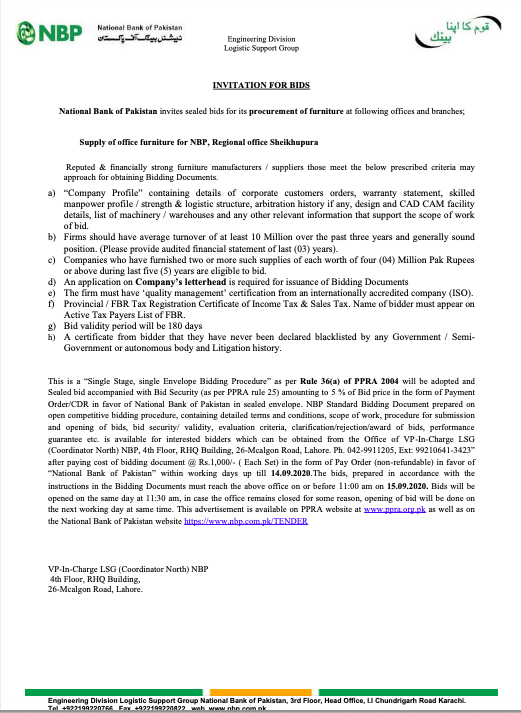 NBP
National Bank of Pakistan
نیشنل بینک آف پاکستان
قوم کا اپنا
بینک
Engineering Division
Logistic Support Group
INVITATION FOR BIDS
National Bank of Pakistan invites sealed bids for its procurement of furniture at following offices and branches;
Supply of office furniture for NBP, Regional office Sheikhupura
Reputed & financially strong furniture manufacturers / suppliers those meet the below prescribed criteria may
approach for obtaining Bidding Documents.
a) “Company Profile” containing details of corporate customers orders, warranty statement, skilled
manpower profile / strength & logistic structure, arbitration history if any, design and CAD CAM facility
details, list of machinery / warehouses and any other relevant information that support the scope of work
of bid.
b) Firms should have average turnover of at least 10 Million over the past three years and generally sound
position. (Please provide audited financial statement of last (03) years).
c) Companies who have furnished two or more such supplies of each worth of four (04) Million Pak Rupees
or above during last five (5) years are eligible to bid.
d) An application on Company’s letterhead is required for issuance of Bidding Documents
e) The firm must have ‘quality management’ certification from an internationally accredited company (ISO).
f) Provincial / FBR Tax Registration Certificate of Income Tax & Sales Tax. Name of bidder must appear on
Active Tax Payers List of FBR.
g) Bid validity period will be 180 days
h) A certificate from bidder that they have never been declared blacklisted by any Government / Semi-
Government or autonomous body and Litigation history.
This is a “Single Stage, single Envelope Bidding Procedure” as per Rule 36(a) of PPRA 2004 will be adopted and
Sealed bid accompanied with Bid Security (as per PPRA rule 25) amounting to 5 % of Bid price in the form of Payment
Order/CDR in favor of National Bank of Pakistan in sealed envelope. NBP Standard Bidding Document prepared on
open competitive bidding procedure, containing detailed terms and conditions, scope of work, procedure for submission
and opening of bids, bid security/ validity, evaluation criteria, clarification/rejection/award of bids, performance
guarantee etc. is available for interested bidders which can be obtained from the Office of VP-In-Charge LSG
(Coordinator North) NBP, 4th Floor, RHQ Building, 26-Mcalgon Road, Lahore. Ph. 042-9911205, Ext: 99210641-3423”
after paying cost of bidding document @ Rs.1,000/- ( Each Set) in the form of Pay Order (non-refundable) in favor of
“National Bank of Pakistan” within working days up till 14.09.2020.The bids, prepared in accordance with the
instructions in the Bidding Documents must reach the above office on or before 11:00 am on 15.09.2020. Bids will be
opened on the same day at 11:30 am, in case the office remains closed for some reason, opening of bid will be done on
the next working day at same time. This advertisement is available on PPRA website at www.ppra.org.pk as well as on
the National Bank of Pakistan website https://www.nbp.com.pk/TENDER
VP-In-Charge LSG (Coordinator North) NBP
4th Floor, RHQ Building,
26-Mcalgon Road, Lahore.
Engineering Division Logistic Support Group National Bank of Pakistan, 3rd Floor, Head Office, I.I Chundrigarh Road Karachi.
Tel. +922199220766 Fax. +922199220822 web. www.nbp.com.pk